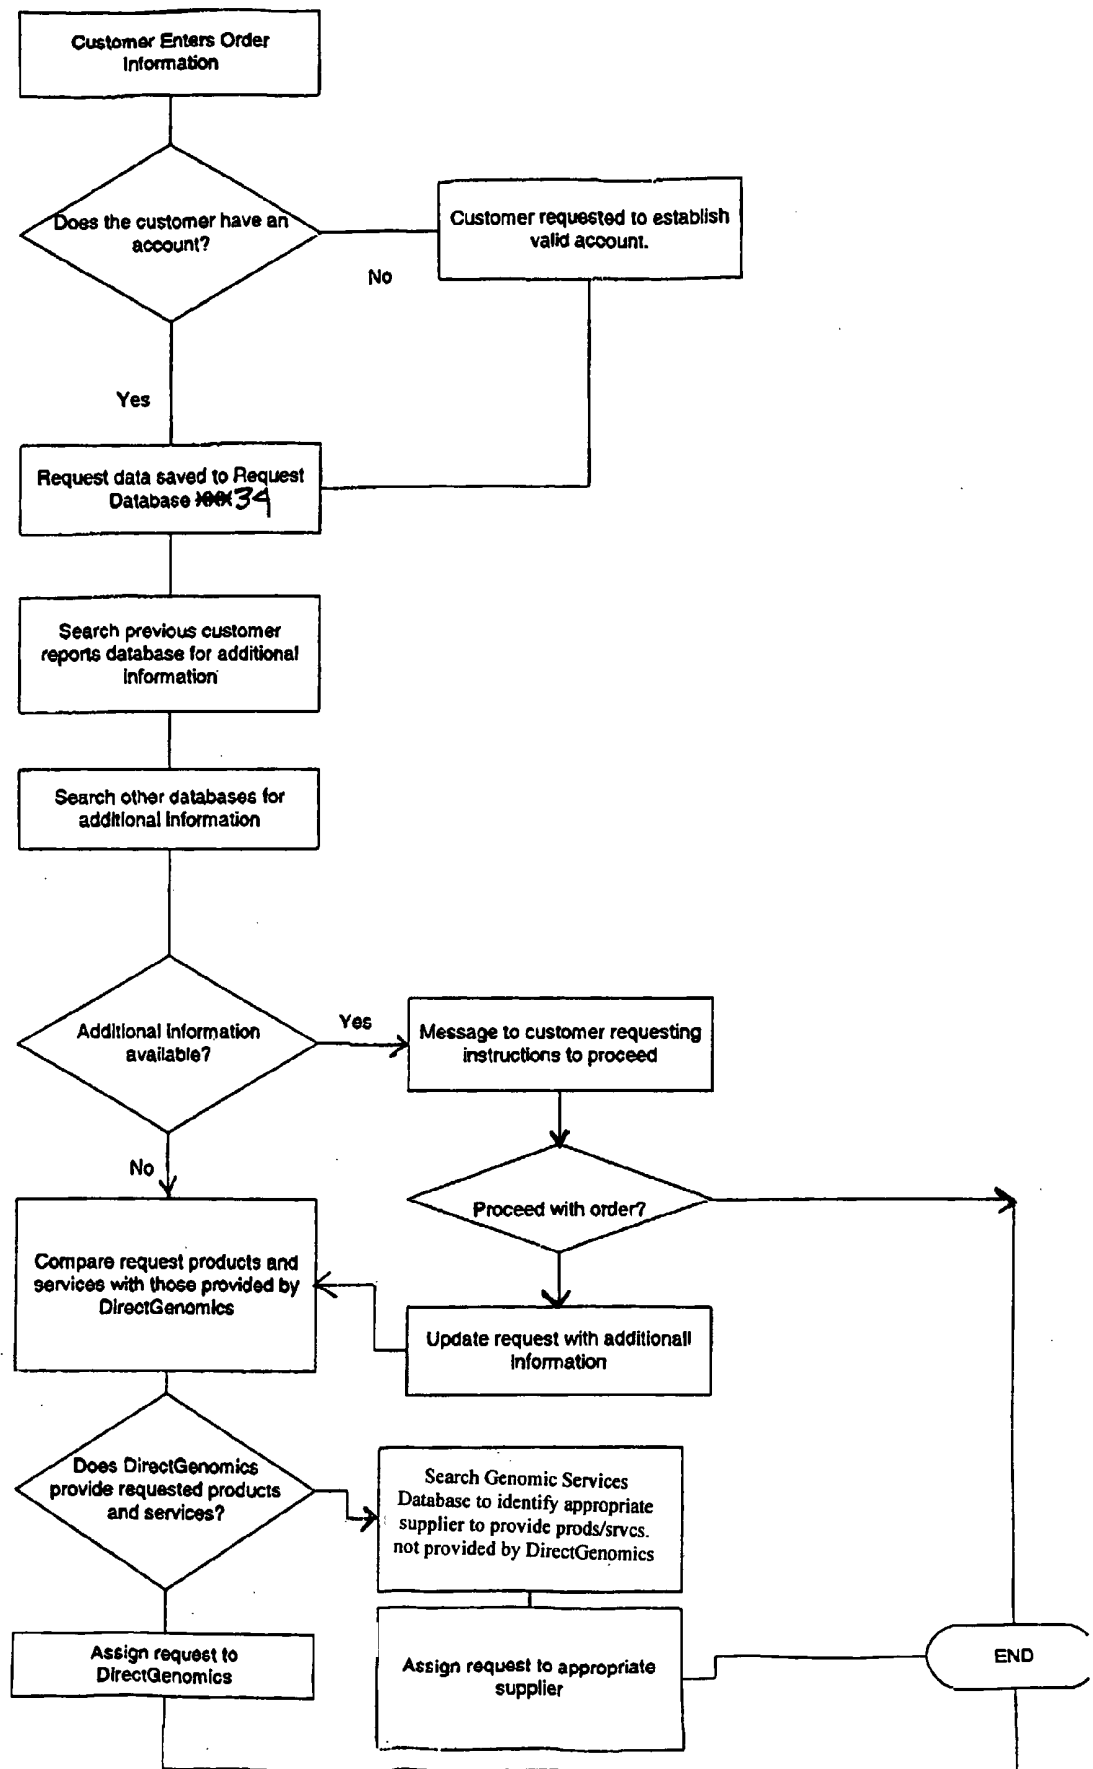 Customer Enters Order
Information
Does the customer have an
account?
Customer requested to establish
valid account.
No
Yes
Request data saved to Request
Database XXX 34
Search previous customer
reports database for additional
information
Search other databases for
additional information
Additional information
available?
Yes
Message to customer requesting
instructions to proceed
No
Proceed with order?
Compare request products and
services with those provided by
DirectGenomics
Update request with additionall
information
Does DirectGenomics
provide requested products
and services?
Search Genomic Services
Database to identify appropriate
supplier to provide prods/srvcs.
not provided by DirectGenomics
Assign request to
DirectGenomics
Assign request to appropriate
supplier
END